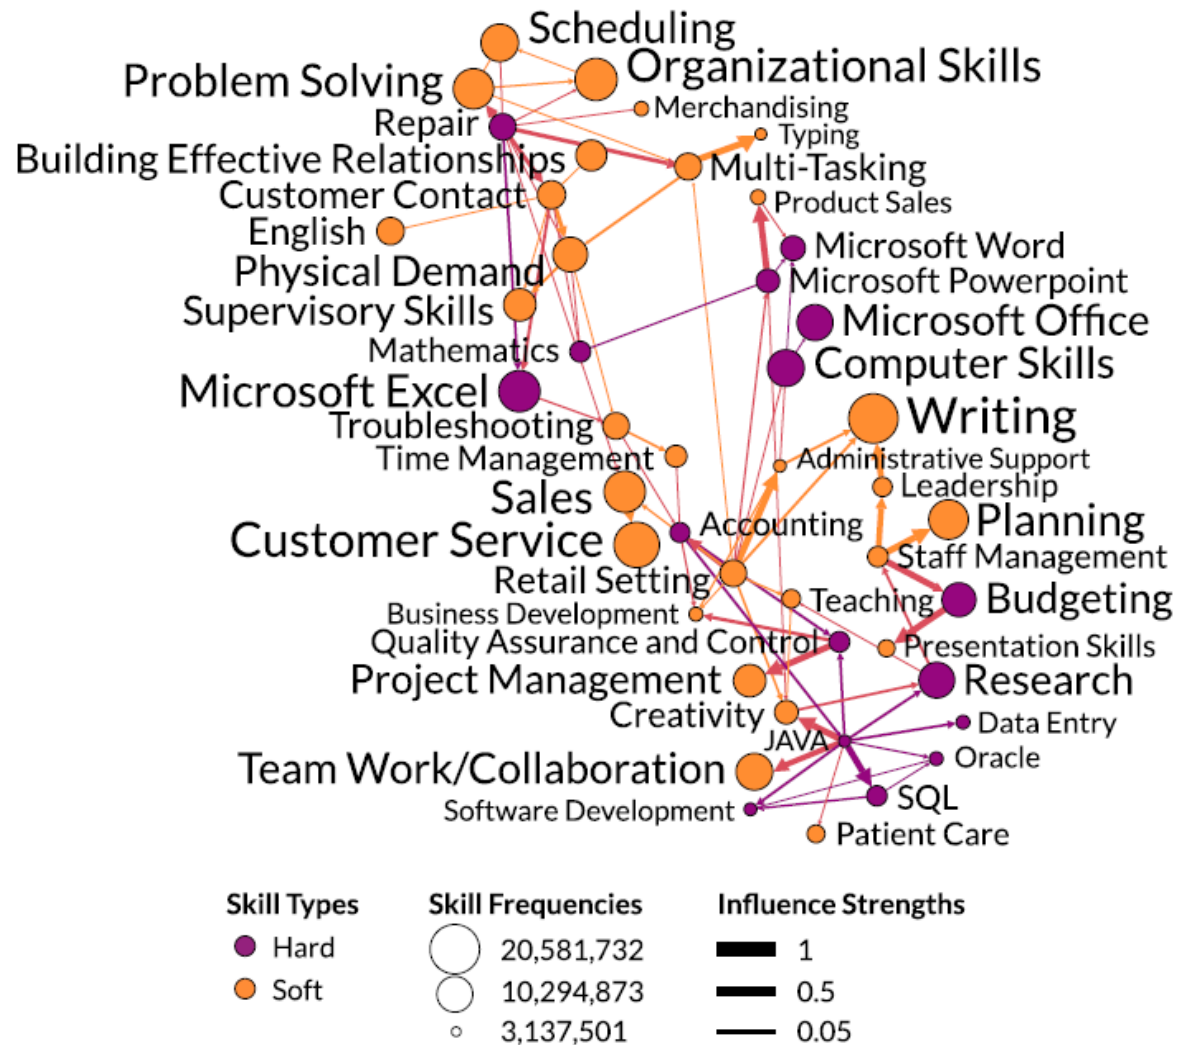 Scheduling
Organizational Skills
Problem Solving
Merchandising
Repair
Typing
Building Effective Relationships
Multi-Tasking
Customer Contact
Product Sales
English
Microsoft Word
Physical Demand
Microsoft Powerpoint
Supervisory Skills
Microsoft Office
Mathematics
Computer Skills
Microsoft Excel
Writing
Troubleshooting
Time Management
Administrative Support
Leadership
Sales
Accounting
Planning
Customer Service
Staff Management
Retail Setting
Teaching
Budgeting
Business Development
Quality Assurance and Control
Presentation Skills
Project Management
Research
Creativity
Data Entry
JAVA
Oracle
Team Work/Collaboration
SQL
Software Development
Patient Care
Skill Types
Hard
Soft
Skill Frequencies
20,581,732
10,294,873
3,137,501
Influence Strengths
1
0.5
0.05